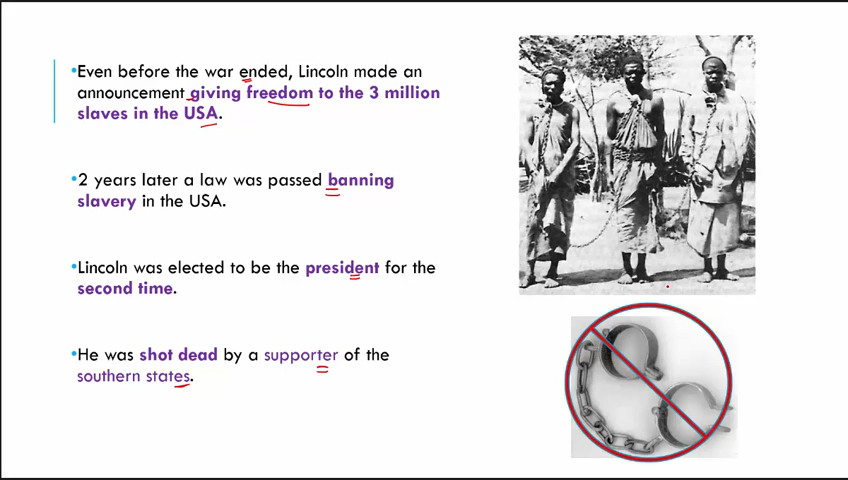 •Even before the war ended, Lincoln made an
announcement giving freedom to the 3 million
slaves in the USA.
•2 years later a law was passed banning
slavery in the USA.
•Lincoln was elected to be the president for the
second time.
•He was shot dead by a supporter of the
southern states.